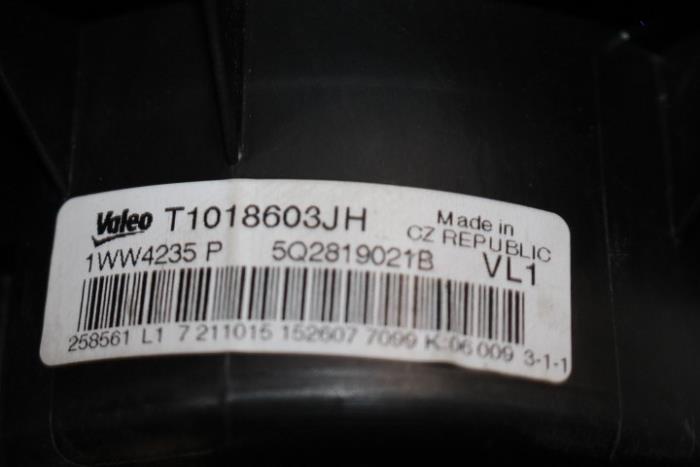 Valeo T1018603JH Made in
CZ REPUBLIC
1WW4235 P 5Q2819021B VL1
258561 L1 7 211015 152607 7099 K 06 009 3-1-1